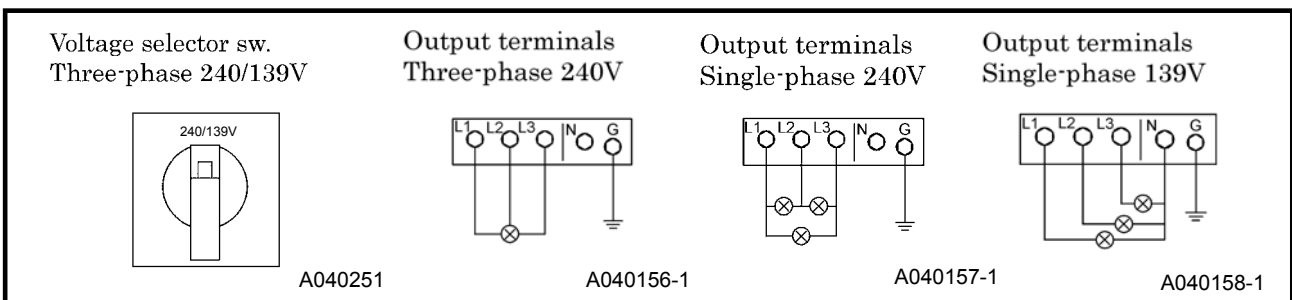 Voltage selector sw.
Three-phase 240/139V
240/139V
A040251
Output terminals
Three-phase 240V
L1 L2 L3 N G
A040156-1
Output terminals
Single-phase 240V
L1 L2 L3 N G
A040157-1
Output terminals
Single-phase 139V
L1 L2 L3 N G
A040158-1